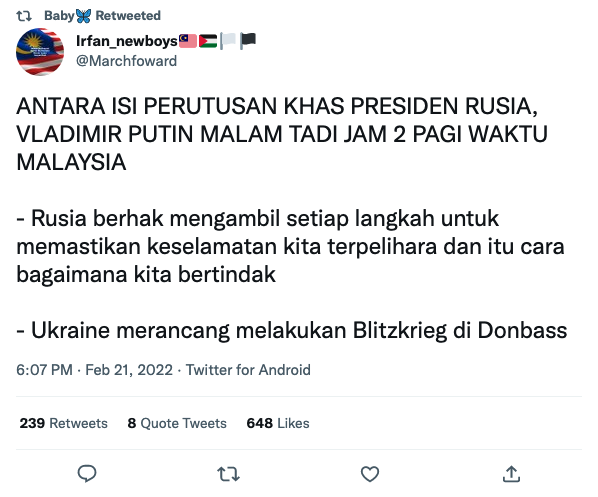 Baby🦋 Retweeted
Irfan_newboys🇲🇾🇵🇸🏳️🏴
@Marchfoward
ANTARA ISI PERUTUSAN KHAS PRESIDEN RUSIA,
VLADIMIR PUTIN MALAM TADI JAM 2 PAGI WAKTU
MALAYSIA
- Rusia berhak mengambil setiap langkah untuk
memastikan keselamatan kita terpelihara dan itu cara
bagaimana kita bertindak
- Ukraine merancang melakukan Blitzkrieg di Donbass
6:07 PM · Feb 21, 2022 · Twitter for Android
239 Retweets 8 Quote Tweets 648 Likes